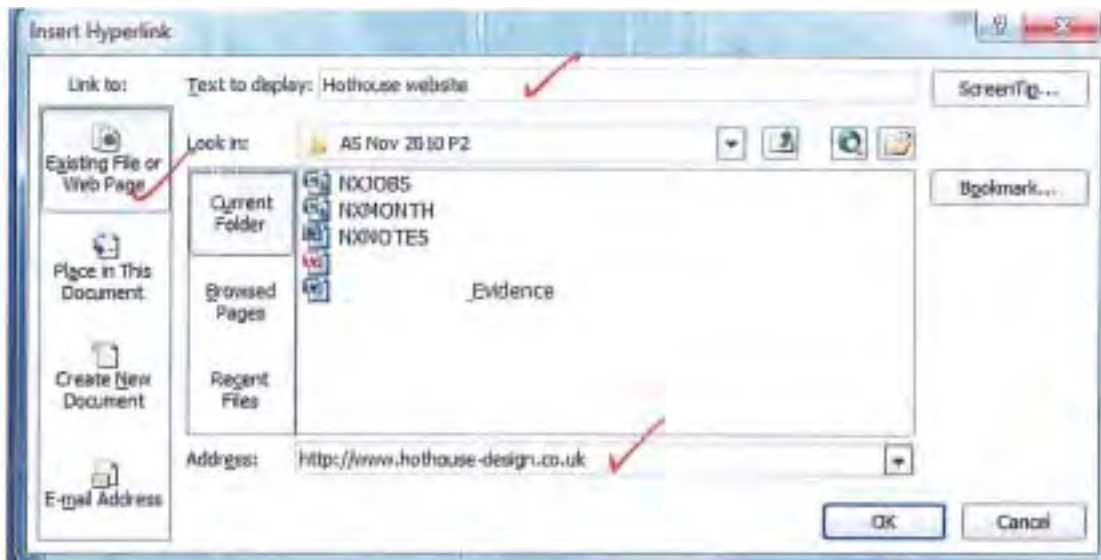 Insert Hyperlink
Link to:
Text to display: Hothouse website
ScreenTip...
Existing File or
Web Page
Look in:
AS Nov 2010 P2
Bookmark...
Current
Folder
NXJOBS
NXMONTH
NXNOTES
_Evidence
Place in This
Document
Browsed
Pages
Create New
Document
Recent
Files
E-mail Address
Address:
http://www.hothouse-design.co.uk
OK
Cancel